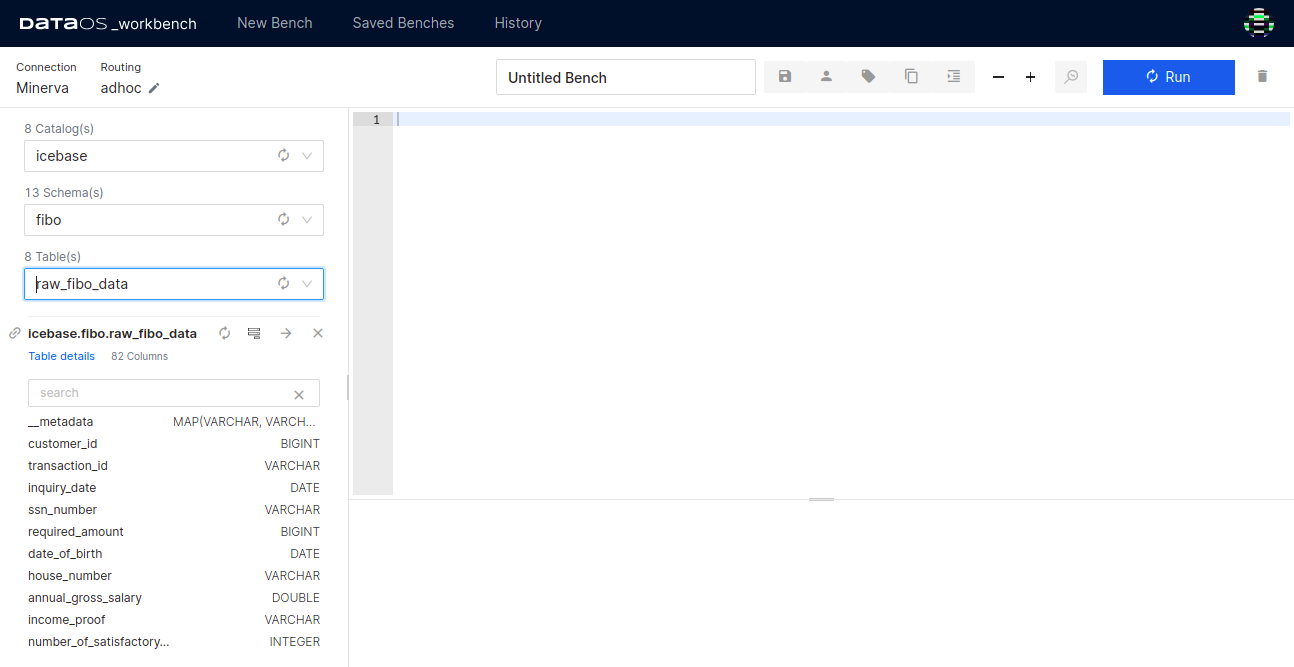 DATAOS _workbench New Bench Saved Benches History
Connection Routing
Minerva adhoc
Untitled Bench
Run
8 Catalog(s)
icebase
13 Schema(s)
fibo
8 Table(s)
raw_fibo_data
icebase.fibo.raw_fibo_data
Table details 82 Columns
search
__metadata MAP(VARCHAR, VARCH...
customer_id BIGINT
transaction_id VARCHAR
inquiry_date DATE
ssn_number VARCHAR
required_amount BIGINT
date_of_birth DATE
house_number VARCHAR
annual_gross_salary DOUBLE
income_proof VARCHAR
number_of_satisfactory... INTEGER
1